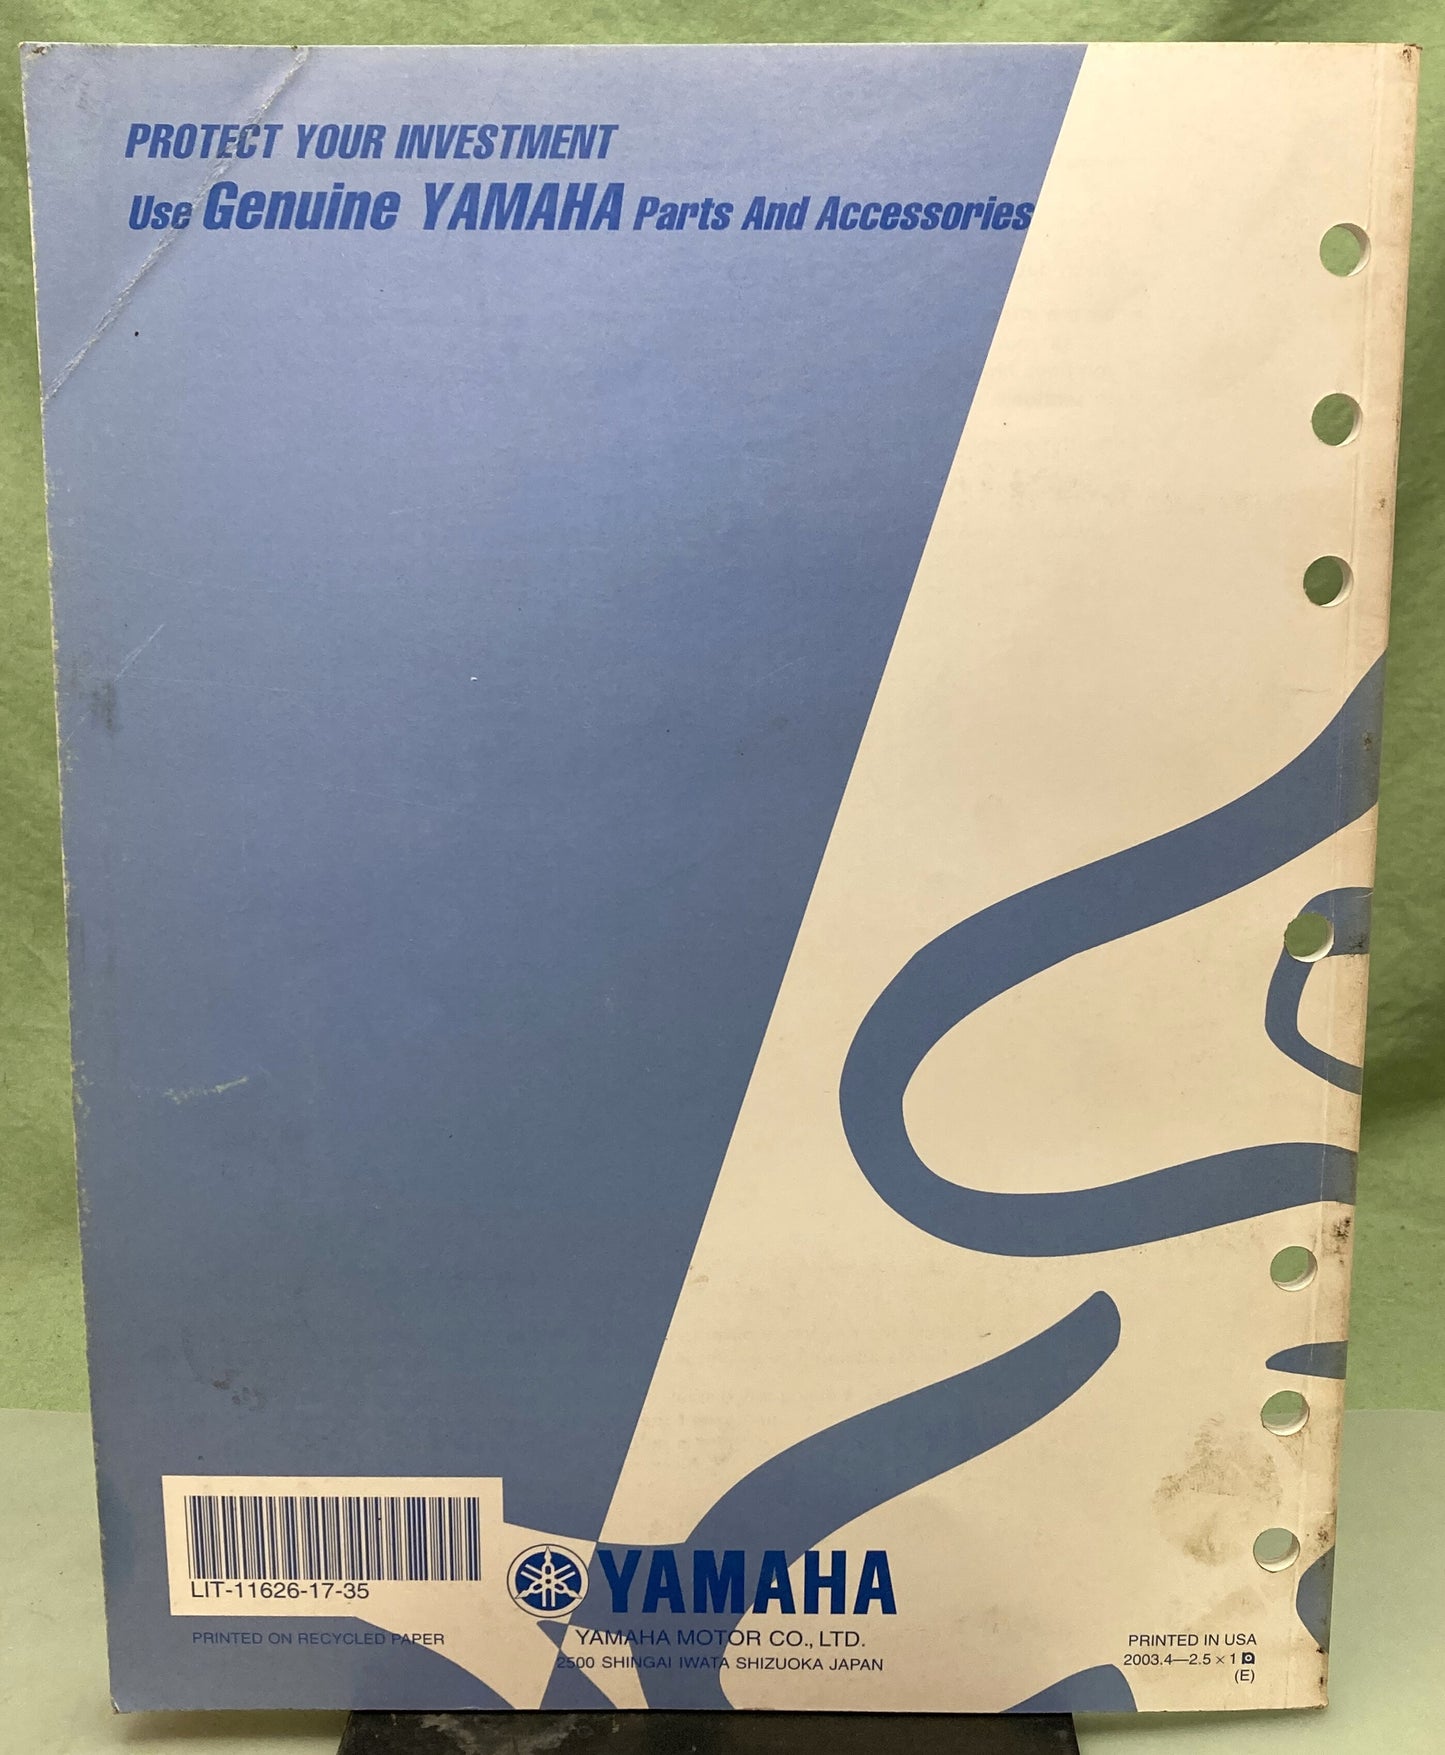 PROTECT YOUR INVESTMENT
Use Genuine YAMAHA Parts And Accessories
LIT-11626-17-35
PRINTED ON RECYCLED PAPER
YAMAHA
YAMAHA MOTOR CO., LTD.
2500 SHINGAI IWATA SHIZUOKA JAPAN
PRINTED IN USA
2003.4—2.5 × 1
(E)